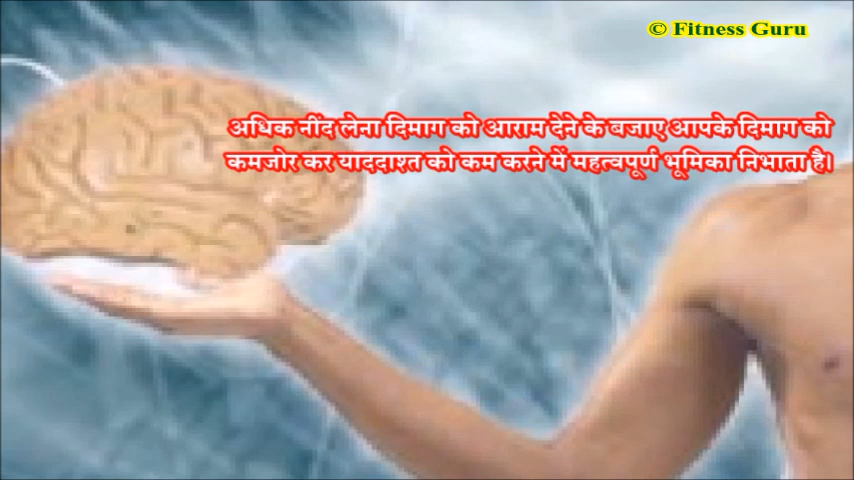 © Fitness Guru
अधिक नींद लेना दिमाग को आराम देने के बजाए आपके दिमाग को
कमजोर कर याददाश्त को कम करने में महत्वपूर्ण भूमिका निभाता है।